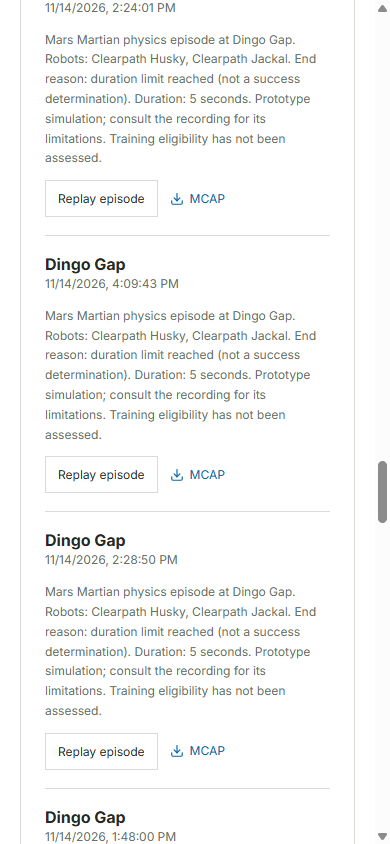 11/14/2026, 2:24:01 PM
Mars Martian physics episode at Dingo Gap.
Robots: Clearpath Husky, Clearpath Jackal. End
reason: duration limit reached (not a success
determination). Duration: 5 seconds. Prototype
simulation; consult the recording for its
limitations. Training eligibility has not been
assessed.
Replay episode MCAP
Dingo Gap
11/14/2026, 4:09:43 PM
Mars Martian physics episode at Dingo Gap.
Robots: Clearpath Husky, Clearpath Jackal. End
reason: duration limit reached (not a success
determination). Duration: 5 seconds. Prototype
simulation; consult the recording for its
limitations. Training eligibility has not been
assessed.
Replay episode MCAP
Dingo Gap
11/14/2026, 2:28:50 PM
Mars Martian physics episode at Dingo Gap.
Robots: Clearpath Husky, Clearpath Jackal. End
reason: duration limit reached (not a success
determination). Duration: 5 seconds. Prototype
simulation; consult the recording for its
limitations. Training eligibility has not been
assessed.
Replay episode MCAP
Dingo Gap
11/14/2026, 1:48:00 PM